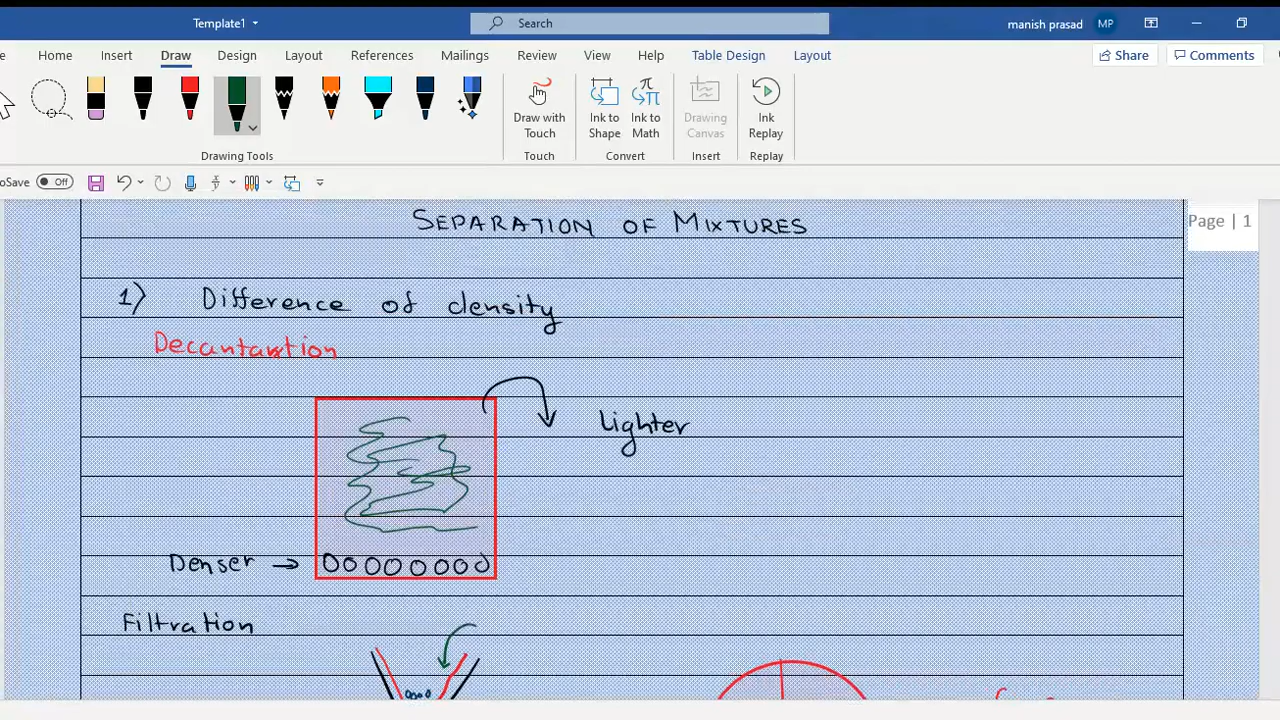 Template1
Search
manish prasad MP
Home Insert Draw Design Layout References Mailings Review View Help Table Design Layout
Share Comments
Draw with Touch
Ink to Shape
Ink to Math
Drawing Canvas
Ink Replay
Drawing Tools Touch Convert Insert Replay
oSave Off
SEPARATION OF MIXTURES
Page | 1
1) Difference of density
Decantation
Lighter
Denser →
Filtration